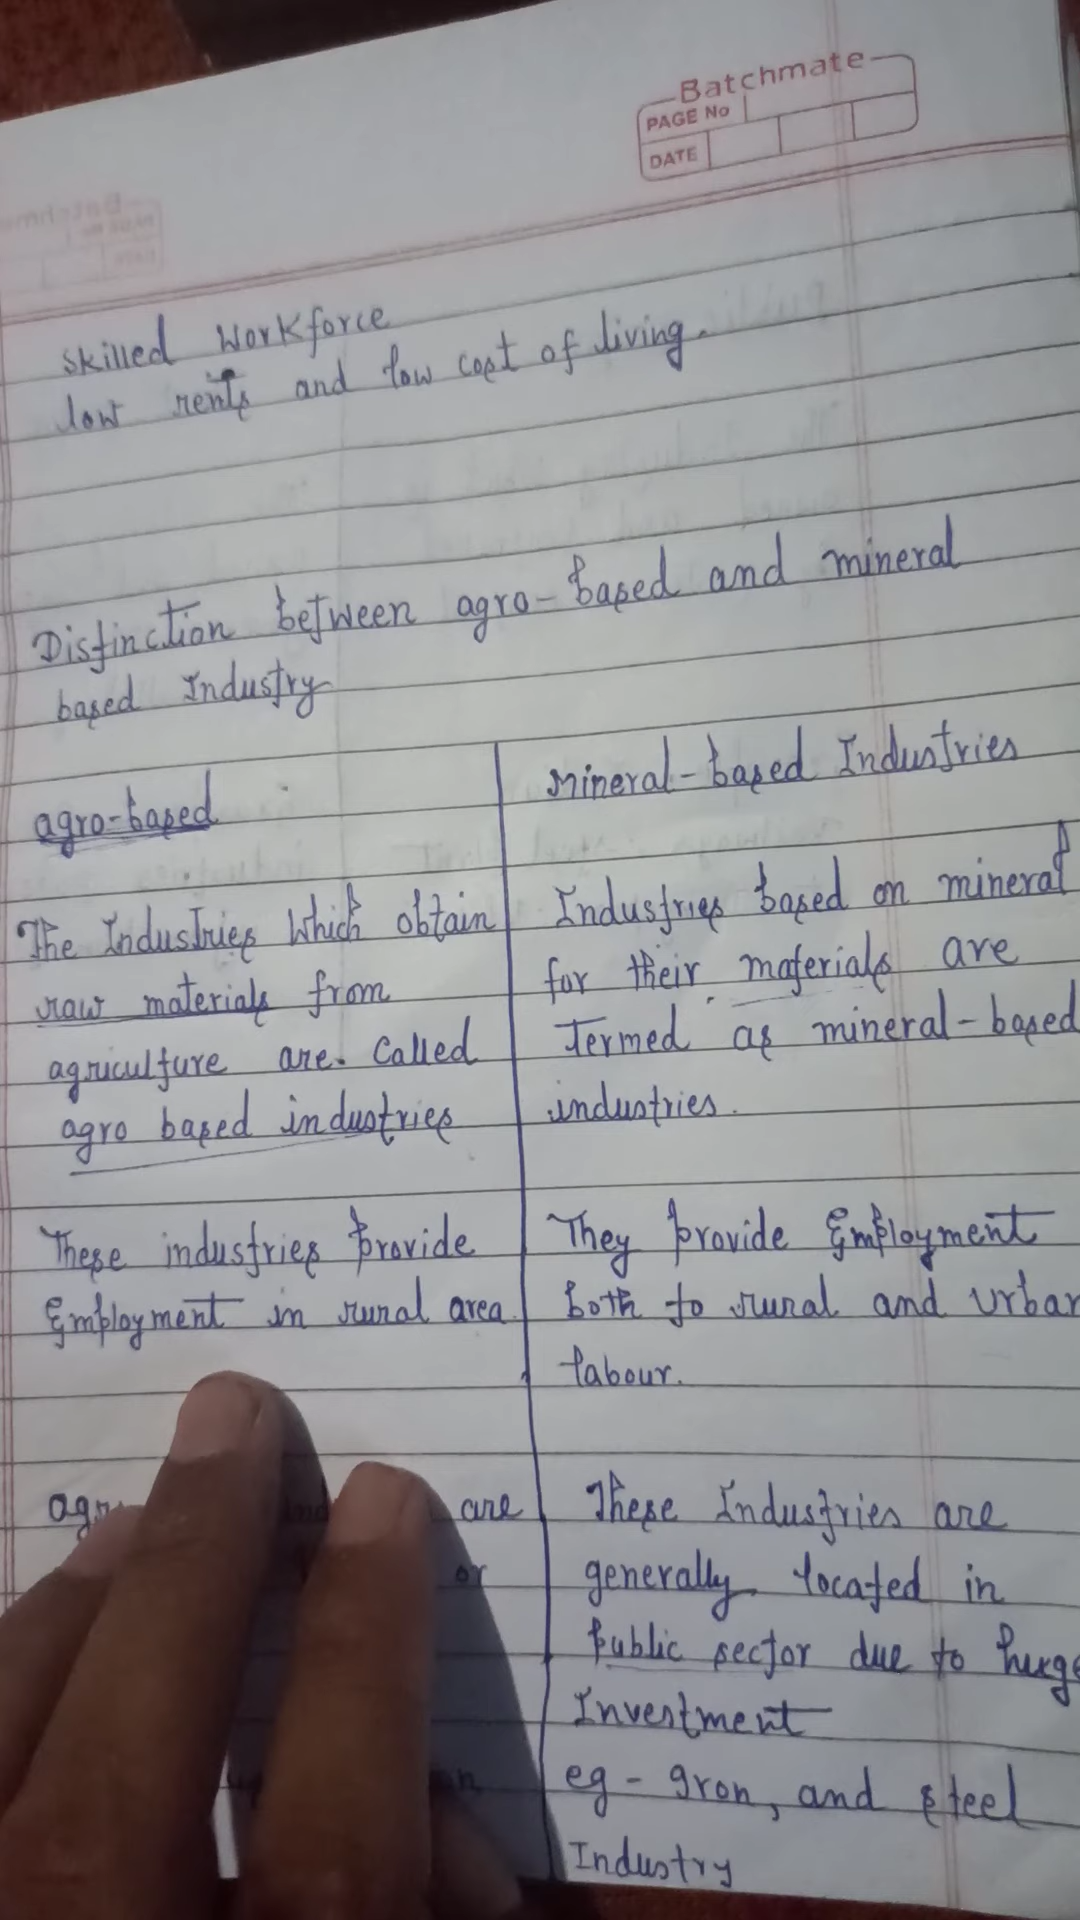 Batchmate
PAGE No
DATE
skilled Workforce
low rents and low cost of living.
Distinction between agro-based and mineral
based Industry
agro-based
The Industries Which obtain
raw materials from
agriculture are. Called
agro based industries
These industries provide
Employment in rural area.
are
or
Mineral-based Industries
Industries based on mineral
for their materials are
Termed as mineral-based
industries.
They provide Employment
both to rural and Urban
labour.
These Industries are
generally located in
public sector due to huge
Investment
eg - Iron, and steel
Industry